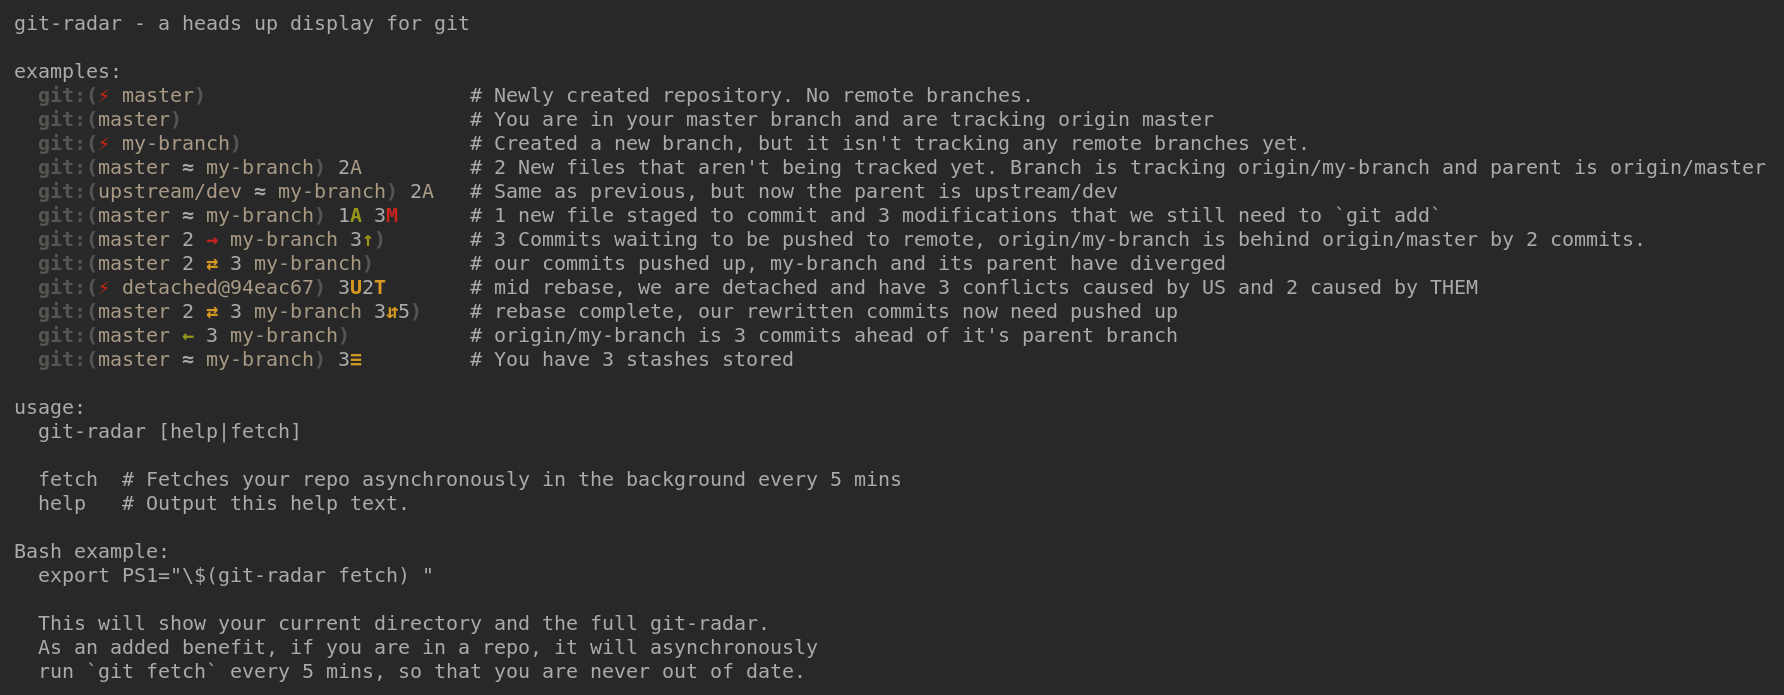 git-radar - a heads up display for git

examples:
  git:(⚡ master)                      # Newly created repository. No remote branches.
  git:(master)                        # You are in your master branch and are tracking origin master
  git:(⚡ my-branch)                   # Created a new branch, but it isn't tracking any remote branches yet.
  git:(master ≈ my-branch) 2A         # 2 New files that aren't being tracked yet. Branch is tracking origin/my-branch and parent is origin/master
  git:(upstream/dev ≈ my-branch) 2A   # Same as previous, but now the parent is upstream/dev
  git:(master ≈ my-branch) 1A 3M      # 1 new file staged to commit and 3 modifications that we still need to `git add`
  git:(master 2 → my-branch 3↑)       # 3 Commits waiting to be pushed to remote, origin/my-branch is behind origin/master by 2 commits.
  git:(master 2 ⇄ 3 my-branch)        # our commits pushed up, my-branch and its parent have diverged
  git:(⚡ detached@94eac67) 3U2T       # mid rebase, we are detached and have 3 conflicts caused by US and 2 caused by THEM
  git:(master 2 ⇄ 3 my-branch 3⇵5)    # rebase complete, our rewritten commits now need pushed up
  git:(master ← 3 my-branch)          # origin/my-branch is 3 commits ahead of it's parent branch
  git:(master ≈ my-branch) 3≡         # You have 3 stashes stored

usage:
  git-radar [help|fetch]

  fetch  # Fetches your repo asynchronously in the background every 5 mins
  help   # Output this help text.

Bash example:
  export PS1="\$(git-radar fetch) "

  This will show your current directory and the full git-radar.
  As an added benefit, if you are in a repo, it will asynchronously
  run `git fetch` every 5 mins, so that you are never out of date.